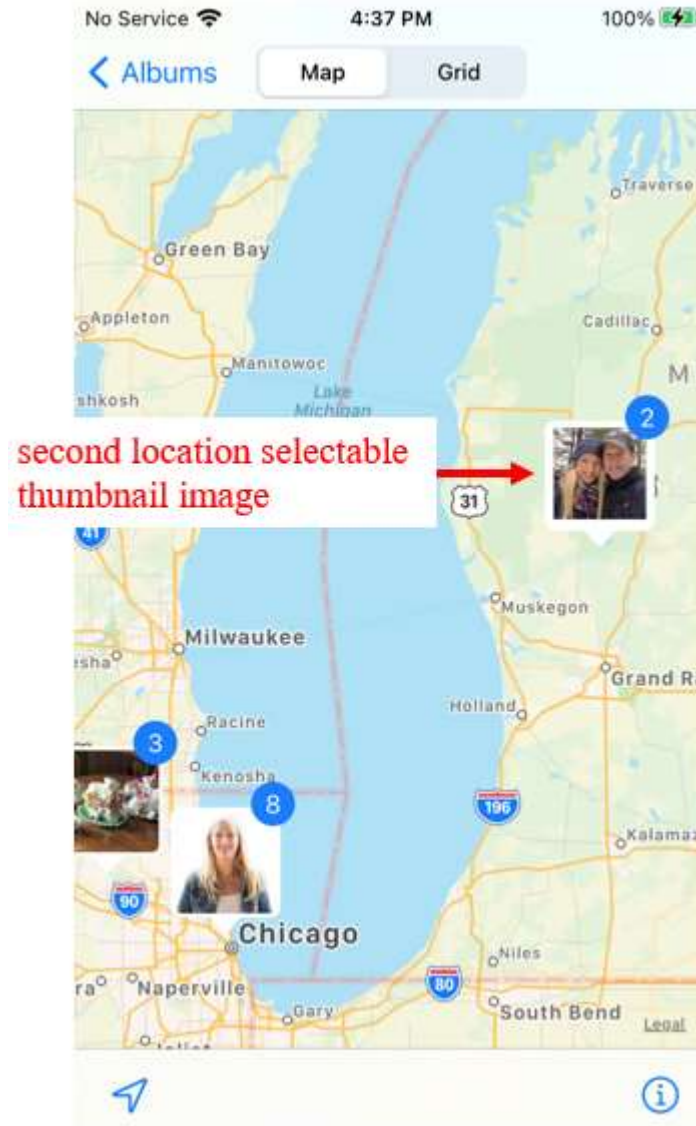 No Service 4:37 PM 100%
Albums Map Grid
Traverse
Green Bay
Appleton
Cadillac
Manitowoc
M
shkosh
Lake
Michigan
2
second location selectable
thumbnail image
31
41
Muskegon
Milwaukee
esha
Grand R
Holland
Racine
3
Kenosha
8
196
Kalamaz
90
Chicago
Niles
ra
Naperville
80
Gary
South Bend
Legal